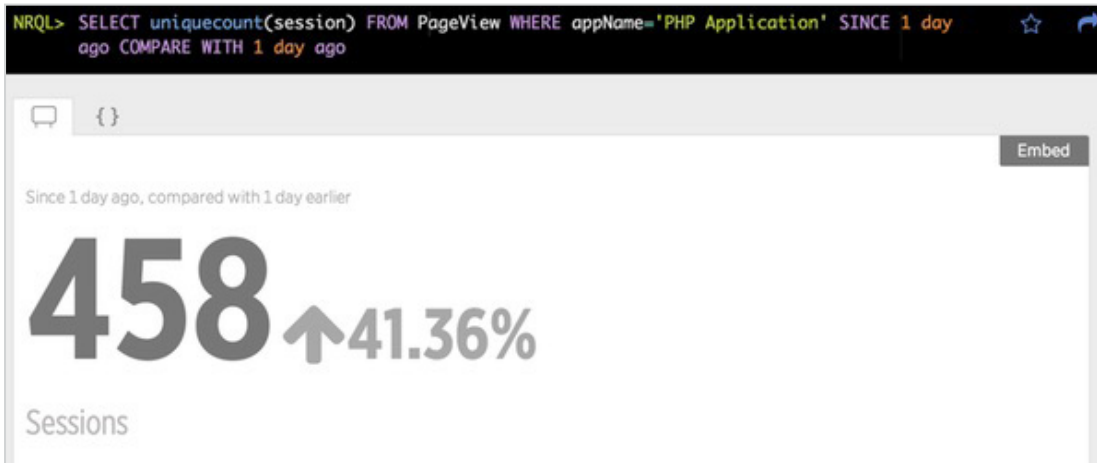 NRQL> SELECT uniquecount(session) FROM PageView WHERE appName='PHP Application' SINCE 1 day
ago COMPARE WITH 1 day ago
{}
Embed
Since 1 day ago, compared with 1 day earlier
458 41.36%
Sessions